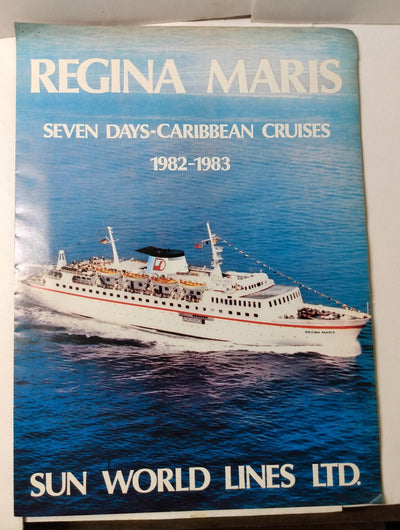 REGINA MARIS
SEVEN DAYS-CARIBBEAN CRUISES
1982-1983
REGINA MARIS
SUN WORLD LINES LTD.